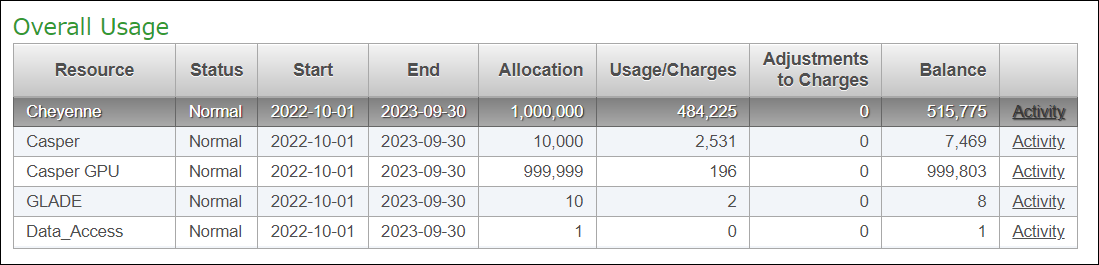 Overall Usage
Resource Status Start End Allocation Usage/Charges Adjustments to Charges Balance
Cheyenne Normal 2022-10-01 2023-09-30 1,000,000 484,225 0 515,775 Activity
Casper Normal 2022-10-01 2023-09-30 10,000 2,531 0 7,469 Activity
Casper GPU Normal 2022-10-01 2023-09-30 999,999 196 0 999,803 Activity
GLADE Normal 2022-10-01 2023-09-30 10 2 0 8 Activity
Data_Access Normal 2022-10-01 2023-09-30 1 0 0 1 Activity